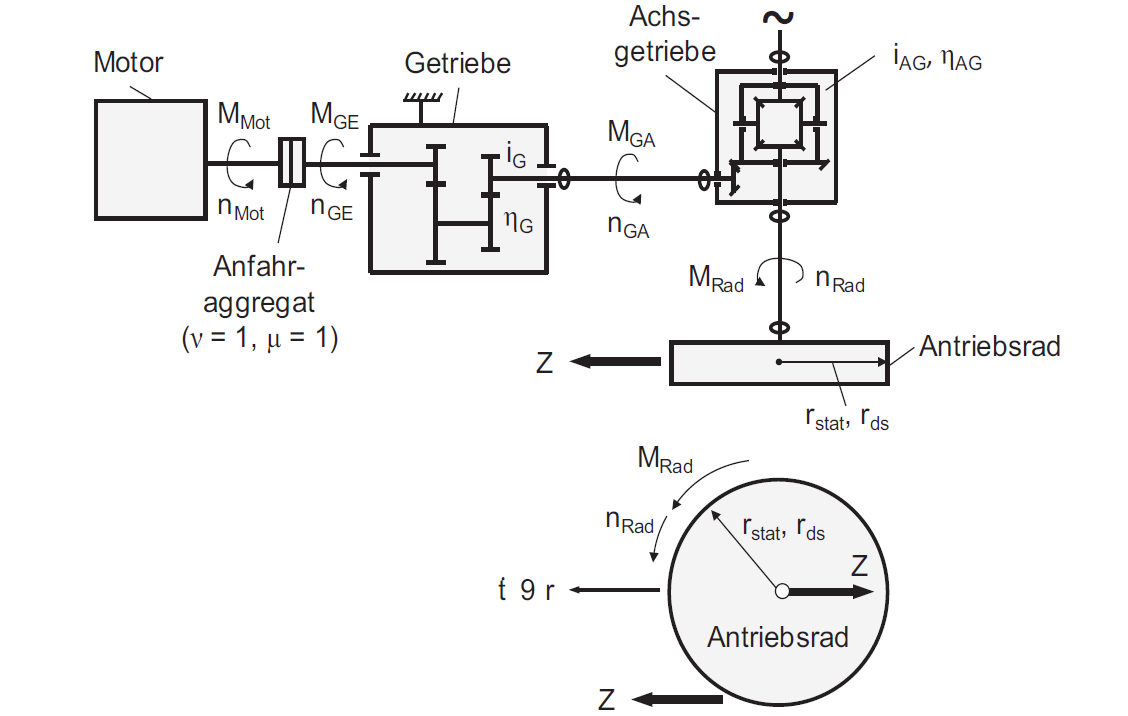 Motor
M_Mot
n_Mot
Anfahr-
aggregat
(ν = 1, μ = 1)
M_GE
n_GE
Getriebe
i_G
η_G
M_GA
n_GA
Achs-
getriebe
i_AG, η_AG
M_Rad
n_Rad
Z
Antriebsrad
r_stat, r_ds
M_Rad
n_Rad
r_stat, r_ds
Z
ṫ 9 r
Antriebsrad
Z